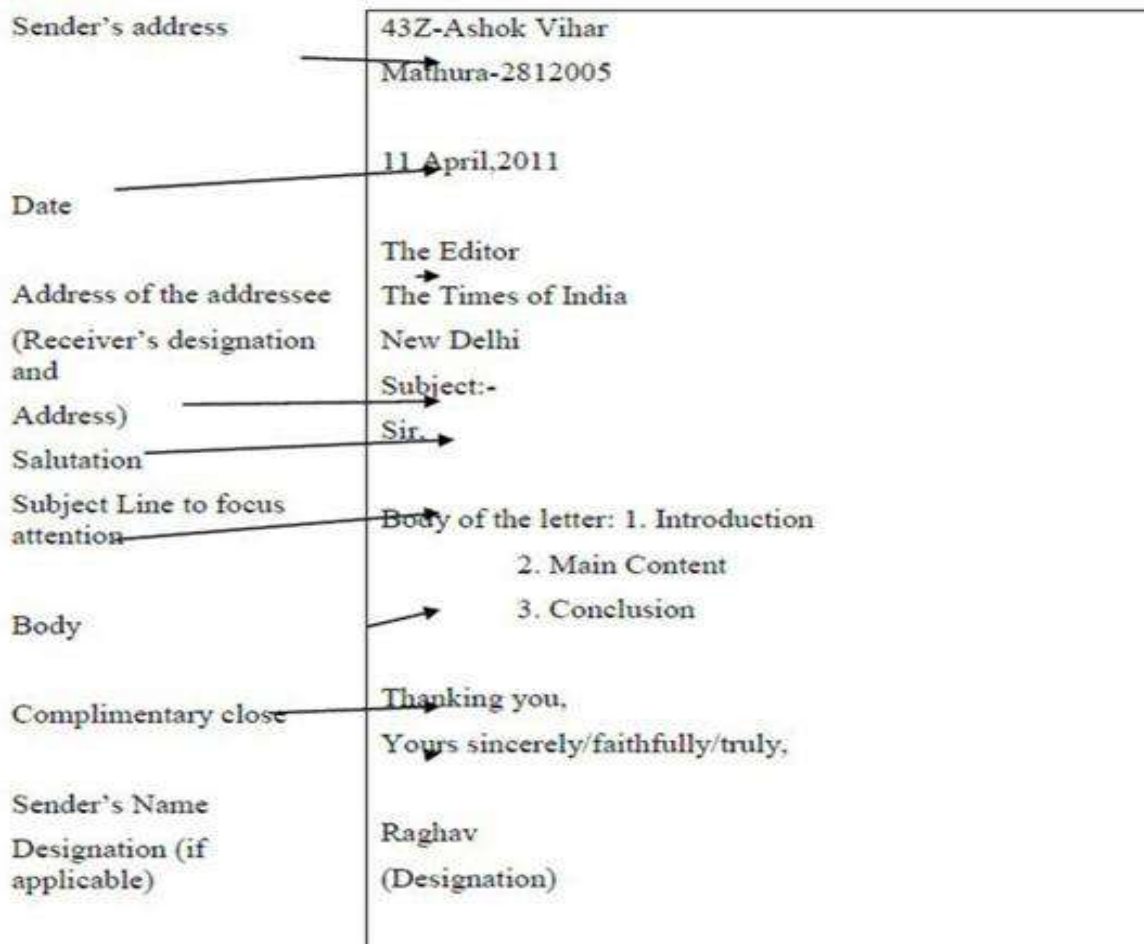 Sender's address
43Z-Ashok Vihar
Mathura-2812005
11 April,2011
Date
The Editor
Address of the addressee
The Times of India
(Receiver's designation
and
New Delhi
Subject:-
Address)
Sir,
Salutation
Subject Line to focus
attention
Body of the letter: 1. Introduction
2. Main Content
3. Conclusion
Body
Thanking you,
Complimentary close
Yours sincerely/faithfully/truly,
Sender's Name
Raghav
Designation (if
applicable)
(Designation)